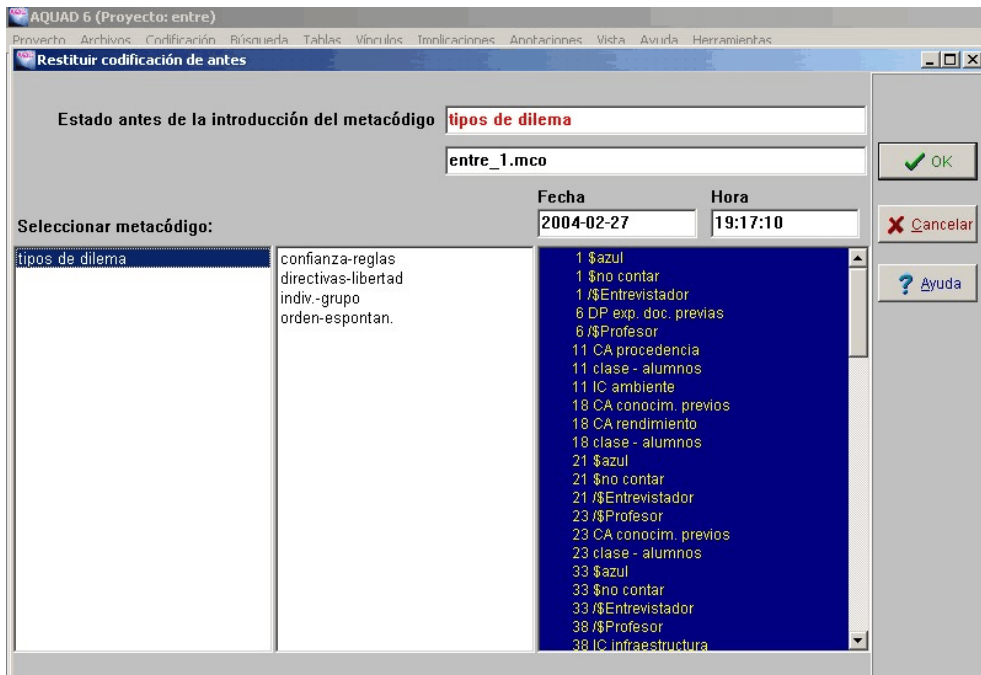 AQUAD 6 (Proyecto: entre)
Proyecto Archivos Codificación Búsqueda Tablas Vínculos Implicaciones Anotaciones Vista Ayuda Herramientas
Restituir codificación de antes
Estado antes de la introducción del metacódigo tipos de dilema
entre_1.mco
OK
Fecha Hora
Seleccionar metacódigo: 2004-02-27 19:17:10
Cancelar
Ayuda
tipos de dilema
confianza-reglas
directivas-libertad
indiv.-grupo
orden-espontan.
1 $azul
1 $no contar
1 /$Entrevistador
6 DP exp. doc. previas
6 /$Profesor
11 CA procedencia
11 clase - alumnos
11 IC ambiente
18 CA conocim. previos
18 CA rendimiento
18 clase - alumnos
21 $azul
21 $no contar
21 /$Entrevistador
23 /$Profesor
23 CA conocim. previos
23 clase - alumnos
33 $azul
33 $no contar
33 /$Entrevistador
38 /$Profesor
38 IC infraestructura